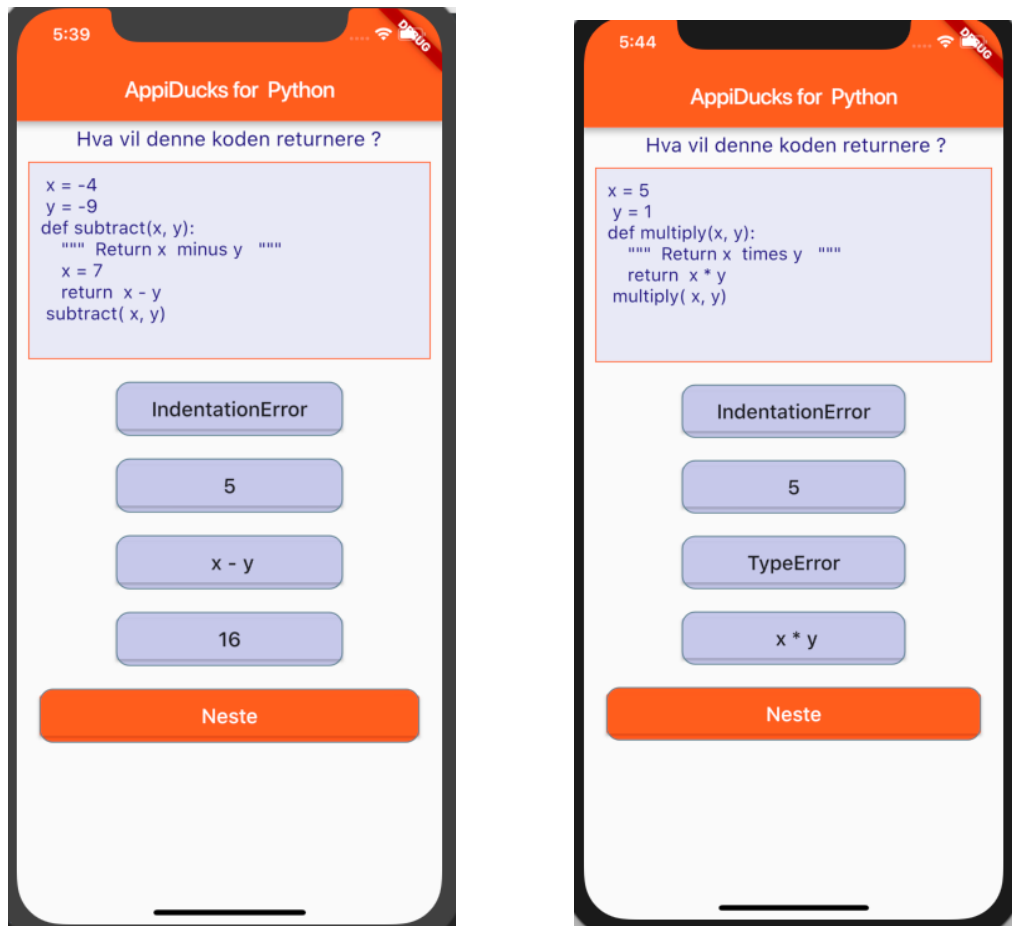 5:39
DEBUG
AppiDucks for Python
Hva vil denne koden returnere ?
x = -4
y = -9
def subtract(x, y):
""" Return x minus y """
x = 7
return x - y
subtract( x, y)
IndentationError
5
x - y
16
Neste
5:44
DEBUG
AppiDucks for Python
Hva vil denne koden returnere ?
x = 5
y = 1
def multiply(x, y):
""" Return x times y """
return x * y
multiply( x, y)
IndentationError
5
TypeError
x * y
Neste